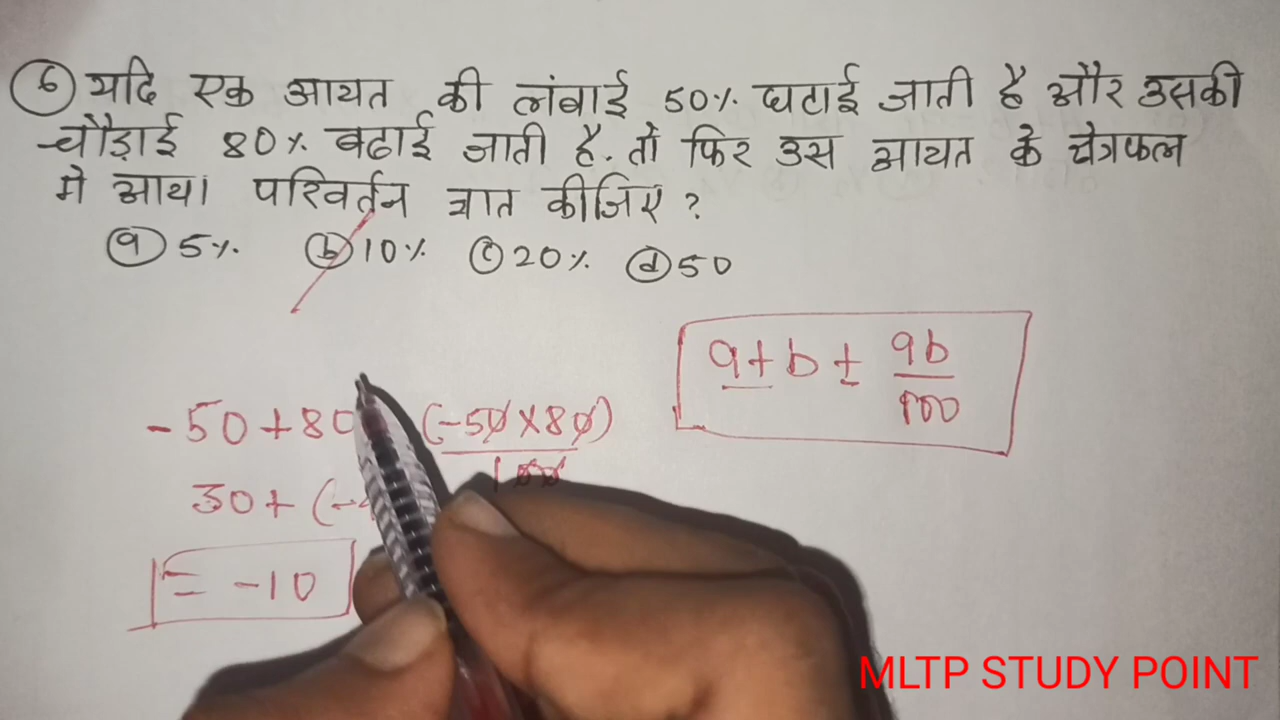 6 यदि एक आयत की लंबाई 50% घटाई जाती है और उसकी
चौड़ाई 80% बढाई जाती है. तो फिर उस आयत के क्षेत्रफल
मे आया परिवर्तन ज्ञात कीजिए ?
a 5% b 10% c 20% d 50
a + b ± ab/100
-50+80 (-50×80)/100
30+ (-
= -10
MLTP STUDY POINT